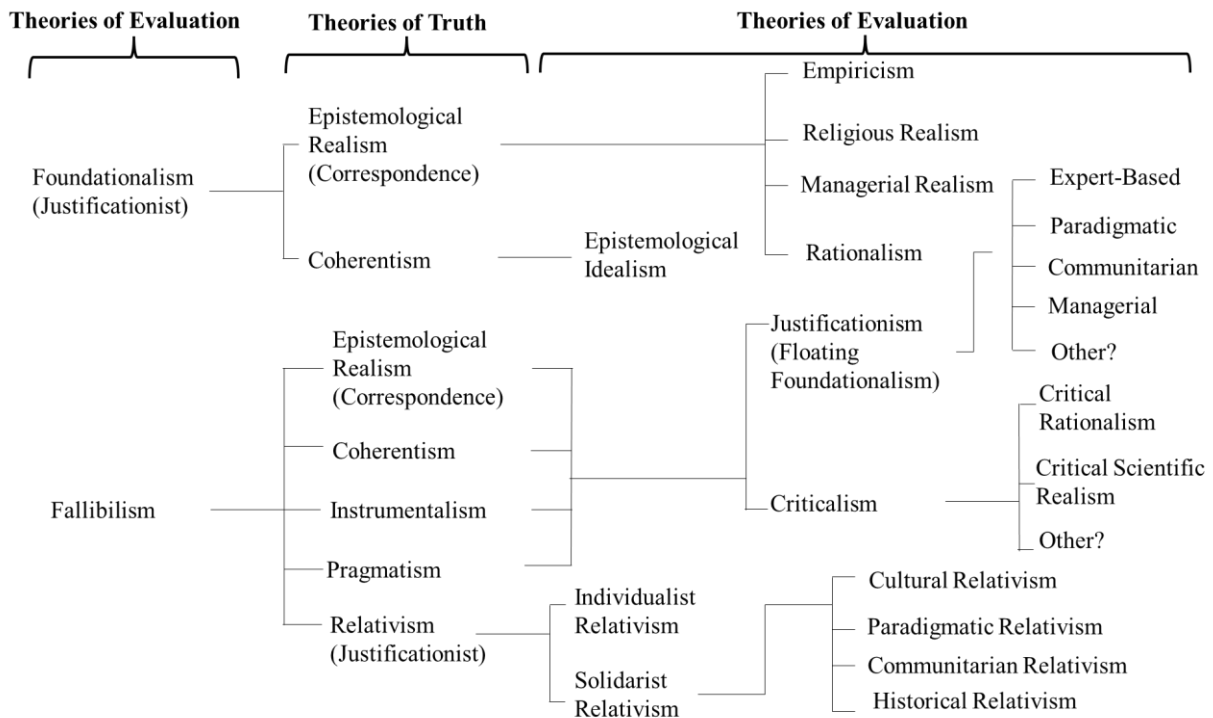 Theories of Evaluation
Theories of Truth
Theories of Evaluation
Foundationalism
(Justificationist)
Epistemological
Realism
(Correspondence)
Coherentism
Epistemological
Idealism
Empiricism
Religious Realism
Managerial Realism
Rationalism
Fallibilism
Epistemological
Realism
(Correspondence)
Coherentism
Instrumentalism
Pragmatism
Relativism
(Justificationist)
Justificationism
(Floating
Foundationalism)
Expert-Based
Paradigmatic
Communitarian
Managerial
Other?
Criticalism
Critical
Rationalism
Critical Scientific
Realism
Other?
Individualist
Relativism
Solidarist
Relativism
Cultural Relativism
Paradigmatic Relativism
Communitarian Relativism
Historical Relativism